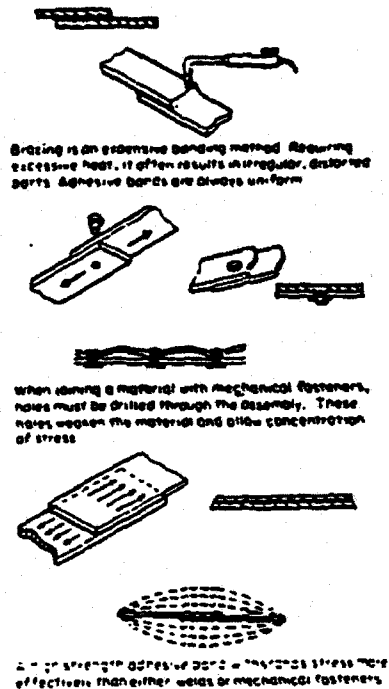 Brazing is an expensive bonding method. Requiring
excessive heat, it often results in irregular, distorted
parts. Adhesive bonds are always uniform
When joining a material with mechanical fasteners,
holes must be drilled through the assembly. These
holes weaken the material and allow concentration
of stress
strength adhesive bond withstands stress more
effectively than either welds or mechanical fasteners